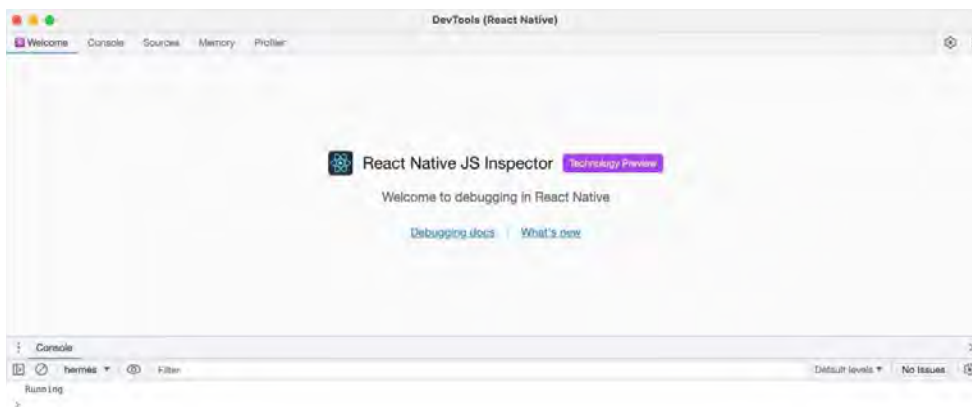 DevTools (React Native)
Welcome Console Sources Memory Profiler
React Native JS Inspector Technology Preview
Welcome to debugging in React Native
Debugging docs What's new
Console
hermes Filter Default levels No Issues
Running